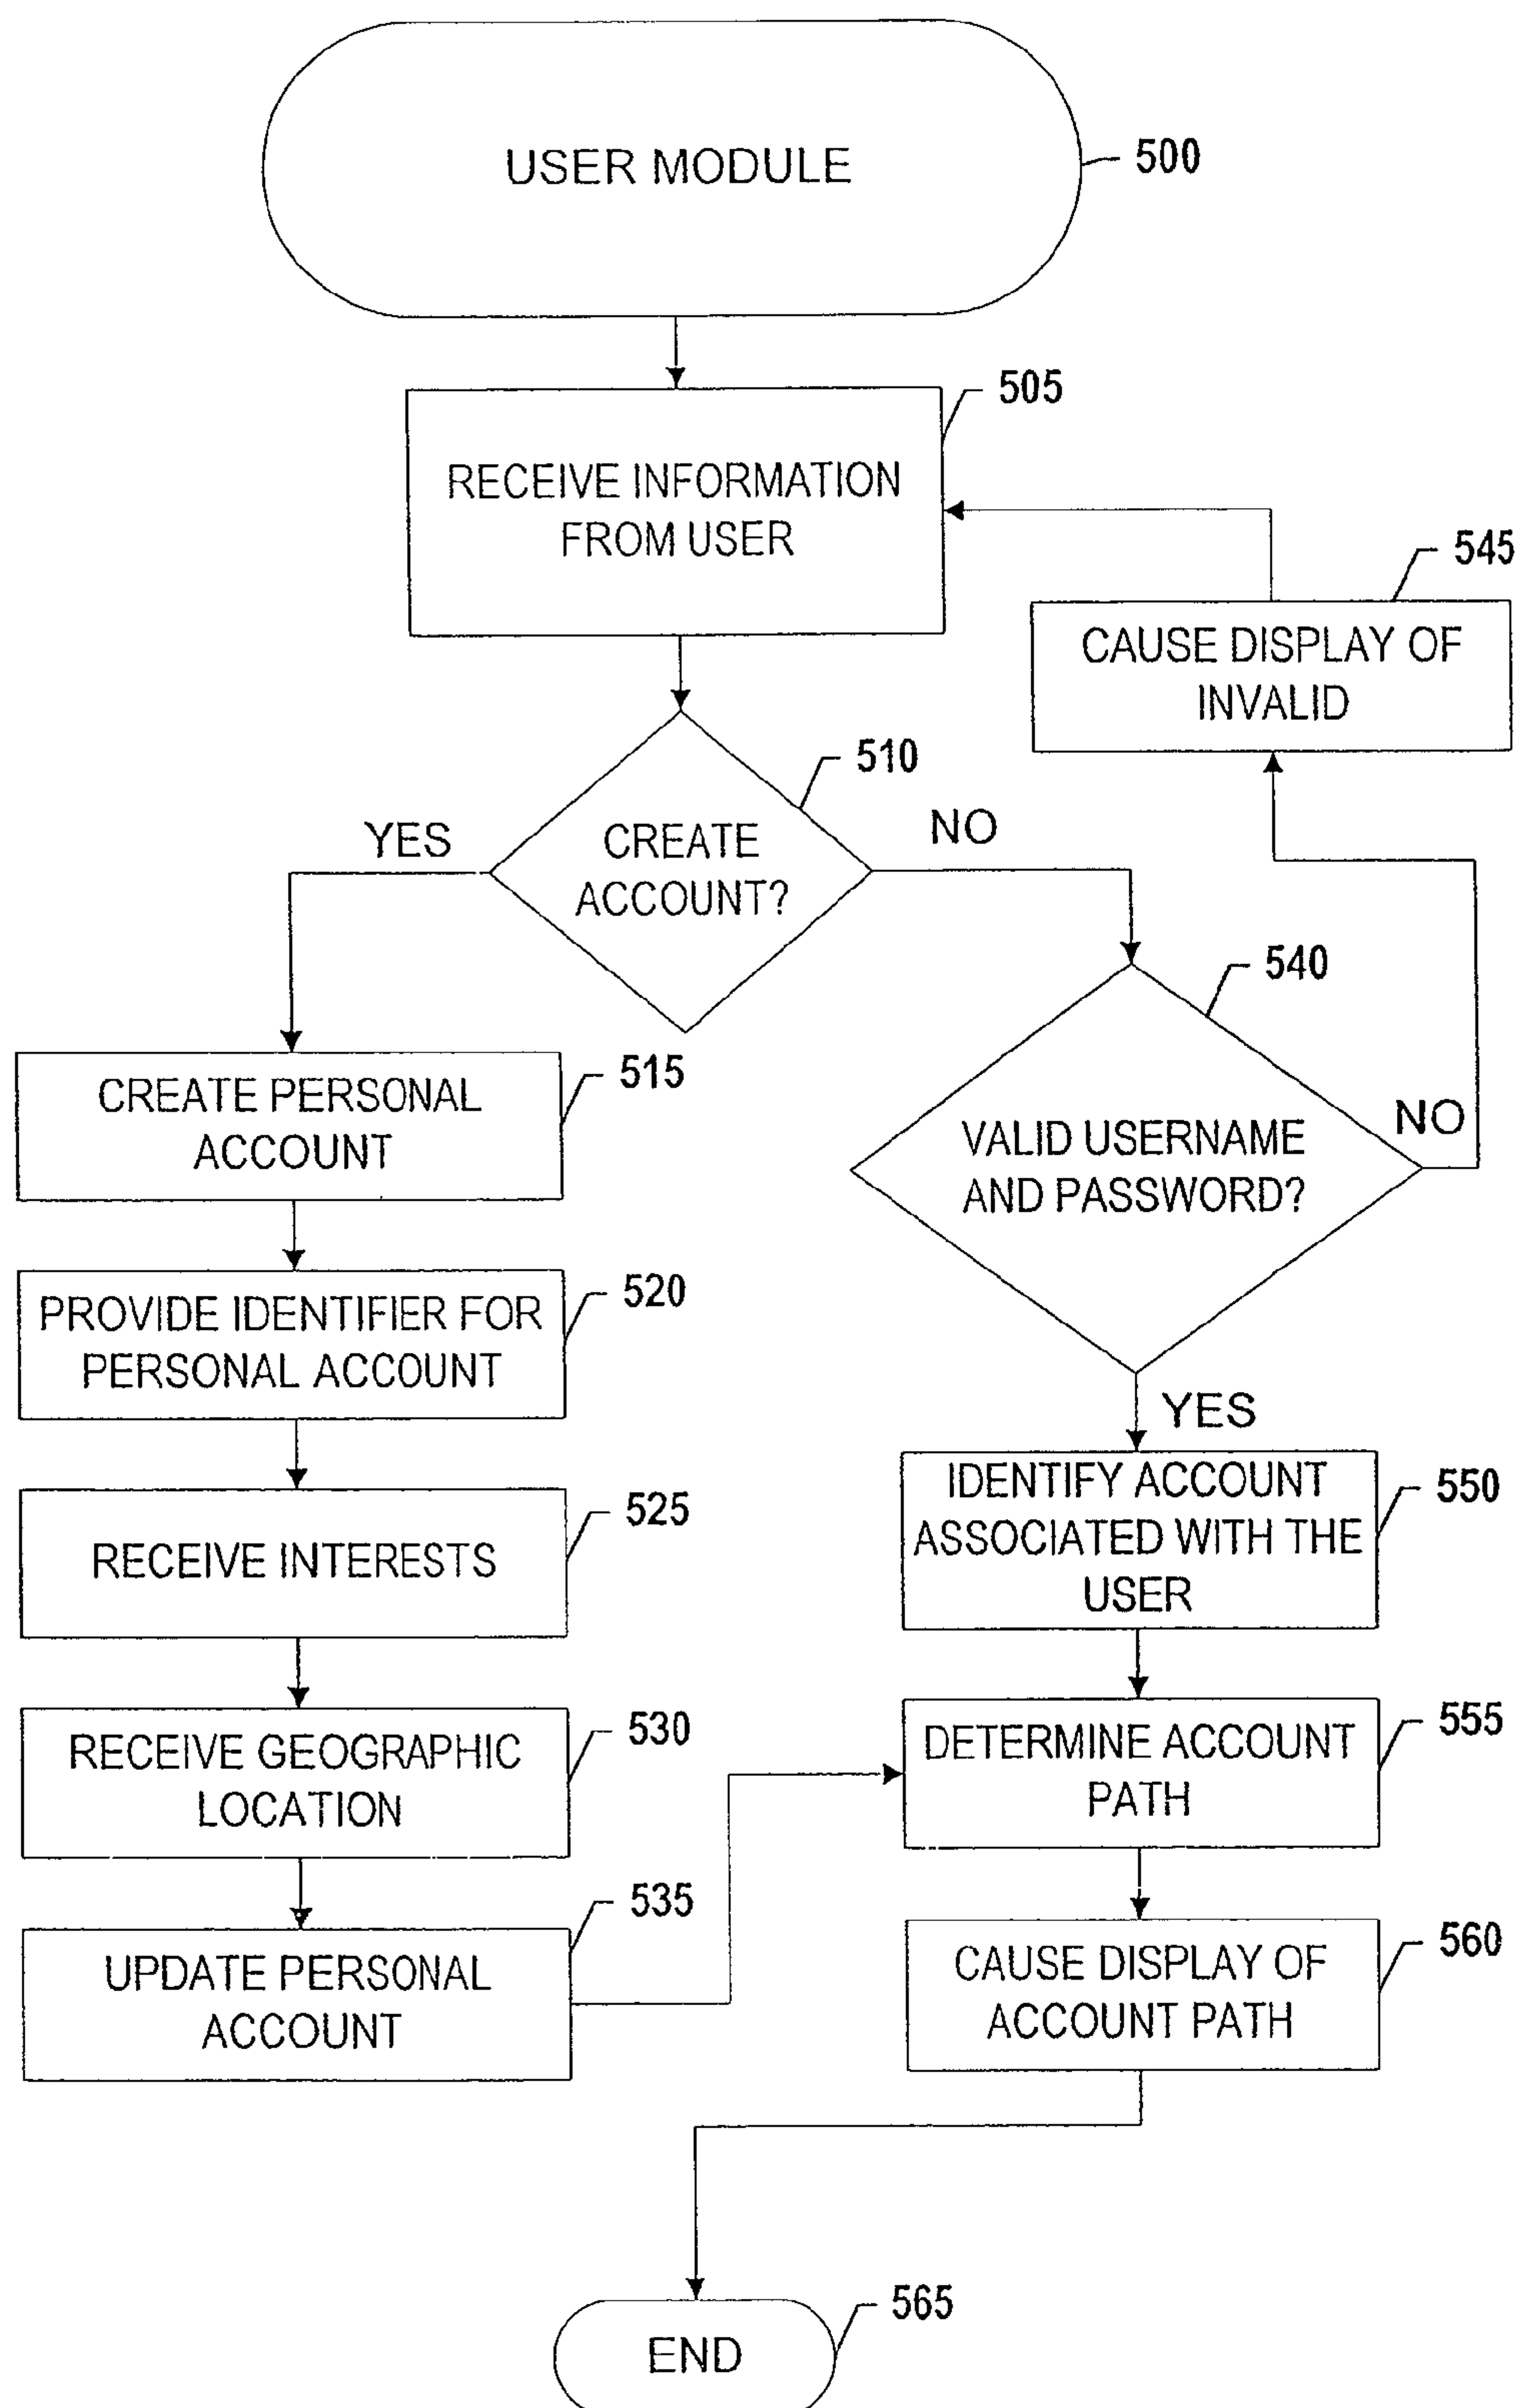 USER MODULE
500
505
RECEIVE INFORMATION
FROM USER
545
CAUSE DISPLAY OF
INVALID
510
YES
NO
CREATE
ACCOUNT?
540
515
CREATE PERSONAL
ACCOUNT
NO
VALID USERNAME
AND PASSWORD?
520
PROVIDE IDENTIFIER FOR
PERSONAL ACCOUNT
YES
525
RECEIVE INTERESTS
550
IDENTIFY ACCOUNT
ASSOCIATED WITH THE
USER
530
RECEIVE GEOGRAPHIC
LOCATION
555
DETERMINE ACCOUNT
PATH
535
UPDATE PERSONAL
ACCOUNT
560
CAUSE DISPLAY OF
ACCOUNT PATH
565
END